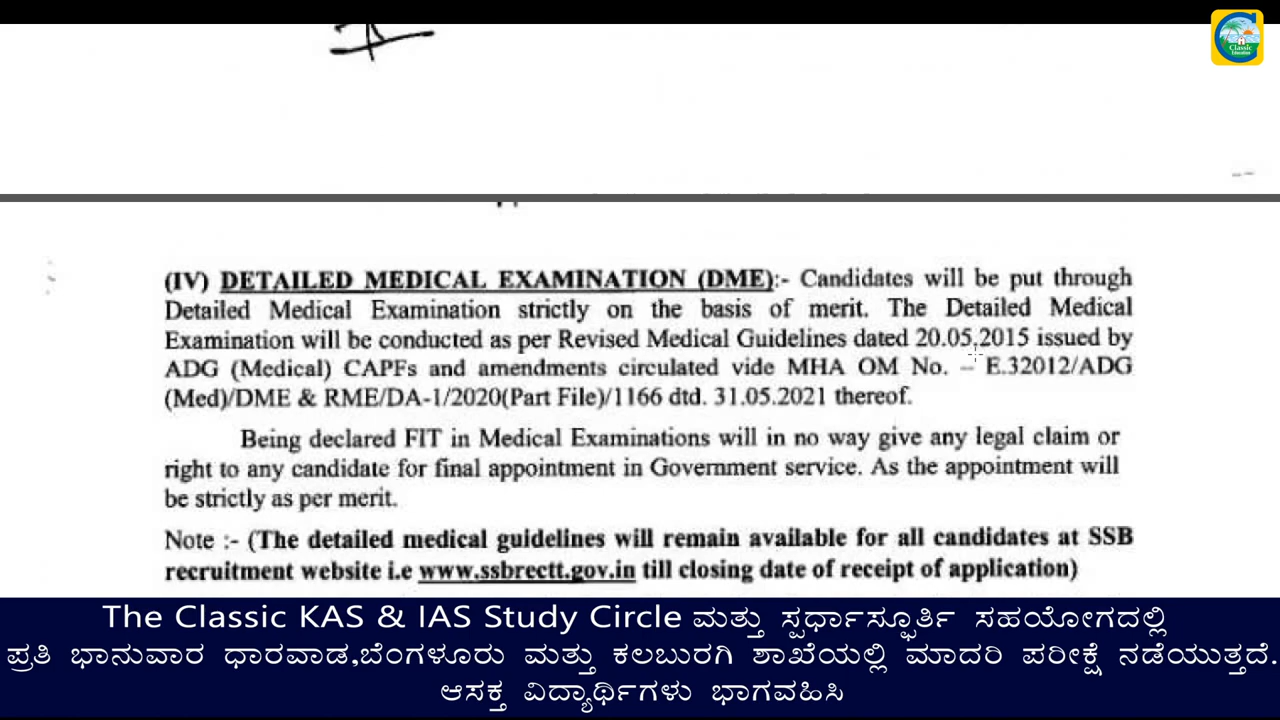 Classic
Education
(IV) DETAILED MEDICAL EXAMINATION (DME):- Candidates will be put through
Detailed Medical Examination strictly on the basis of merit. The Detailed Medical
Examination will be conducted as per Revised Medical Guidelines dated 20.05.2015 issued by
ADG (Medical) CAPFs and amendments circulated vide MHA OM No. – E.32012/ADG
(Med)/DME & RME/DA-1/2020(Part File)/1166 dtd. 31.05.2021 thereof.
Being declared FIT in Medical Examinations will in no way give any legal claim or
right to any candidate for final appointment in Government service. As the appointment will
be strictly as per merit.
Note :- (The detailed medical guidelines will remain available for all candidates at SSB
recruitment website i.e www.ssbrectt.gov.in till closing date of receipt of application)
The Classic KAS & IAS Study Circle ಮತ್ತು ಸ್ಪರ್ಧಾಸ್ಫೂರ್ತಿ ಸಹಯೋಗದಲ್ಲಿ
ಪ್ರತಿ ಭಾನುವಾರ ಧಾರವಾಡ,ಬೆಂಗಳೂರು ಮತ್ತು ಕಲಬುರಗಿ ಶಾಖೆಯಲ್ಲಿ ಮಾದರಿ ಪರೀಕ್ಷೆ ನಡೆಯುತ್ತದೆ.
ಆಸಕ್ತ ವಿದ್ಯಾರ್ಥಿಗಳು ಭಾಗವಹಿಸಿ